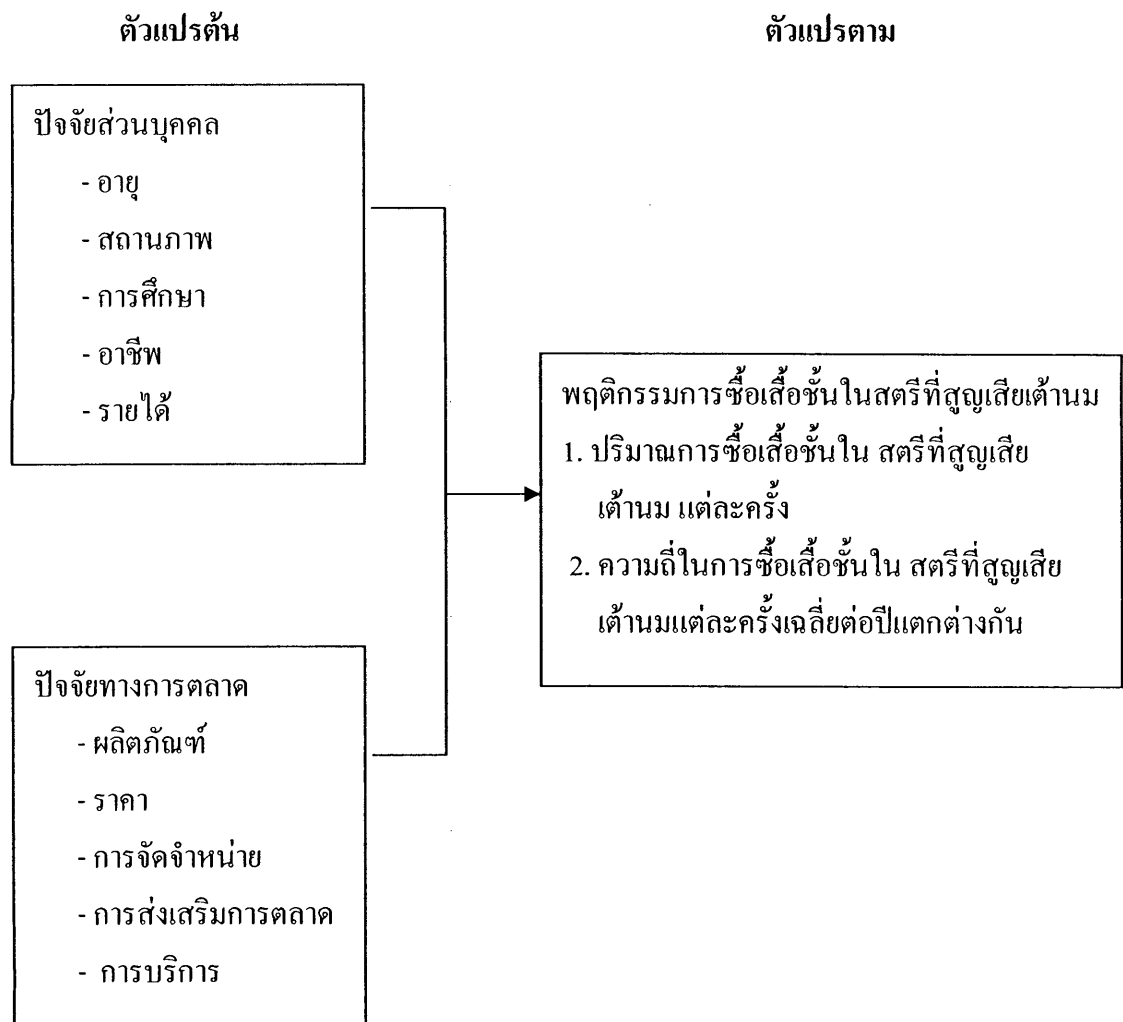 ตัวแปรต้น
ตัวแปรตาม
ปัจจัยส่วนบุคคล
- อายุ
- สถานภาพ
- การศึกษา
- อาชีพ
- รายได้
พฤติกรรมการซื้อเสื้อชั้นในสตรีที่สูญเสียเต้านม
1. ปริมาณการซื้อเสื้อชั้นใน สตรีที่สูญเสีย
เต้านม แต่ละครั้ง
2. ความถี่ในการซื้อเสื้อชั้นใน สตรีที่สูญเสีย
เต้านมแต่ละครั้งเฉลี่ยต่อปีแตกต่างกัน
ปัจจัยทางการตลาด
- ผลิตภัณฑ์
- ราคา
- การจัดจำหน่าย
- การส่งเสริมการตลาด
- การบริการ